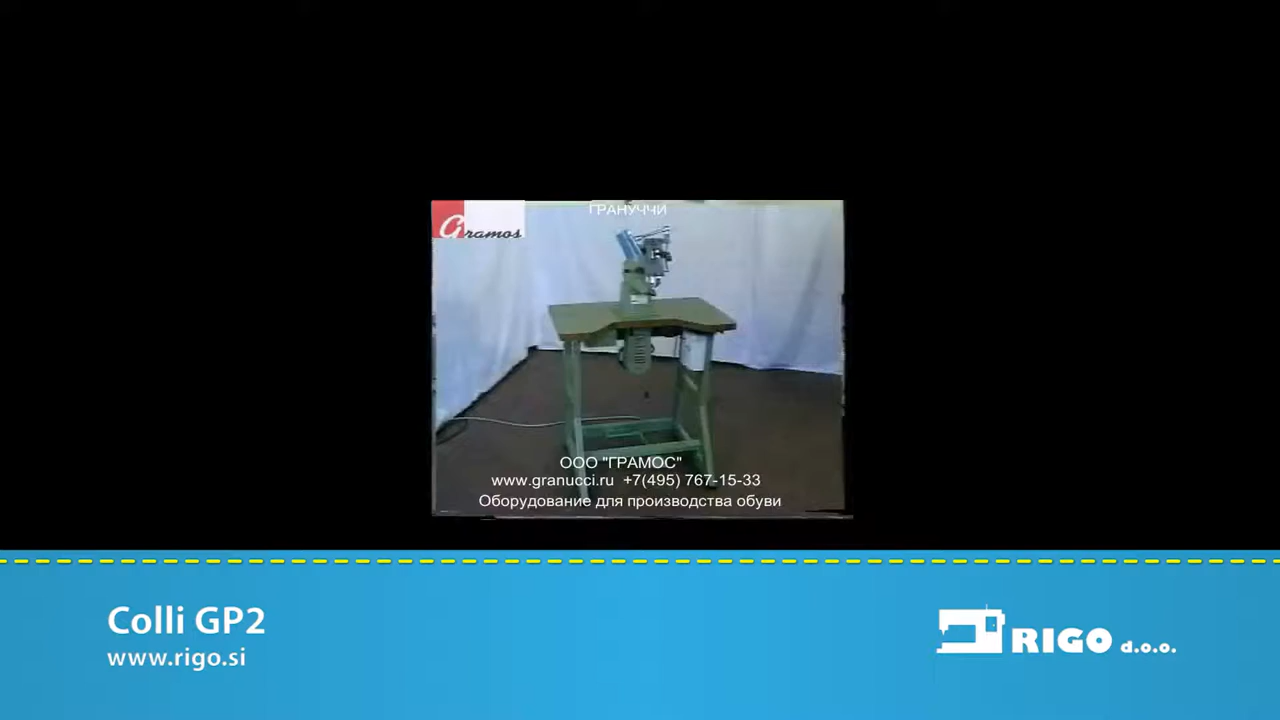 Gramos
ГРАНУЧЧИ
ООО "ГРАМОС"
www.granucci.ru +7(495) 767-15-33
Оборудование для производства обуви
Colli GP2
www.rigo.si
RIGO d.o.o.